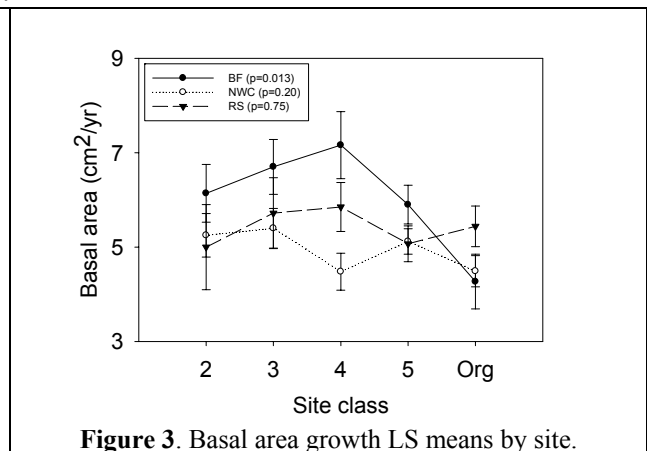 9
7
5
3
Basal area (cm²/yr)
BF (p=0.013)
NWC (p=0.20)
RS (p=0.75)
2 3 4 5 Org
Site class
Figure 3. Basal area growth LS means by site.